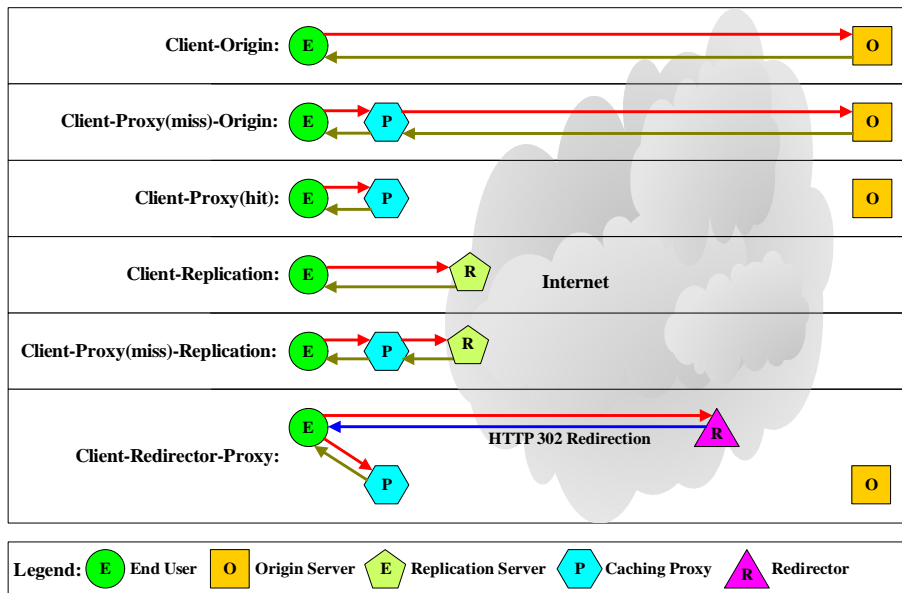 Client-Origin: E O
Client-Proxy(miss)-Origin: E P O
Client-Proxy(hit): E P O
Client-Replication: E R
Internet
Client-Proxy(miss)-Replication: E P R
E R
HTTP 302 Redirection
Client-Redirector-Proxy:
P O
Legend: E End User O Origin Server E Replication Server P Caching Proxy R Redirector